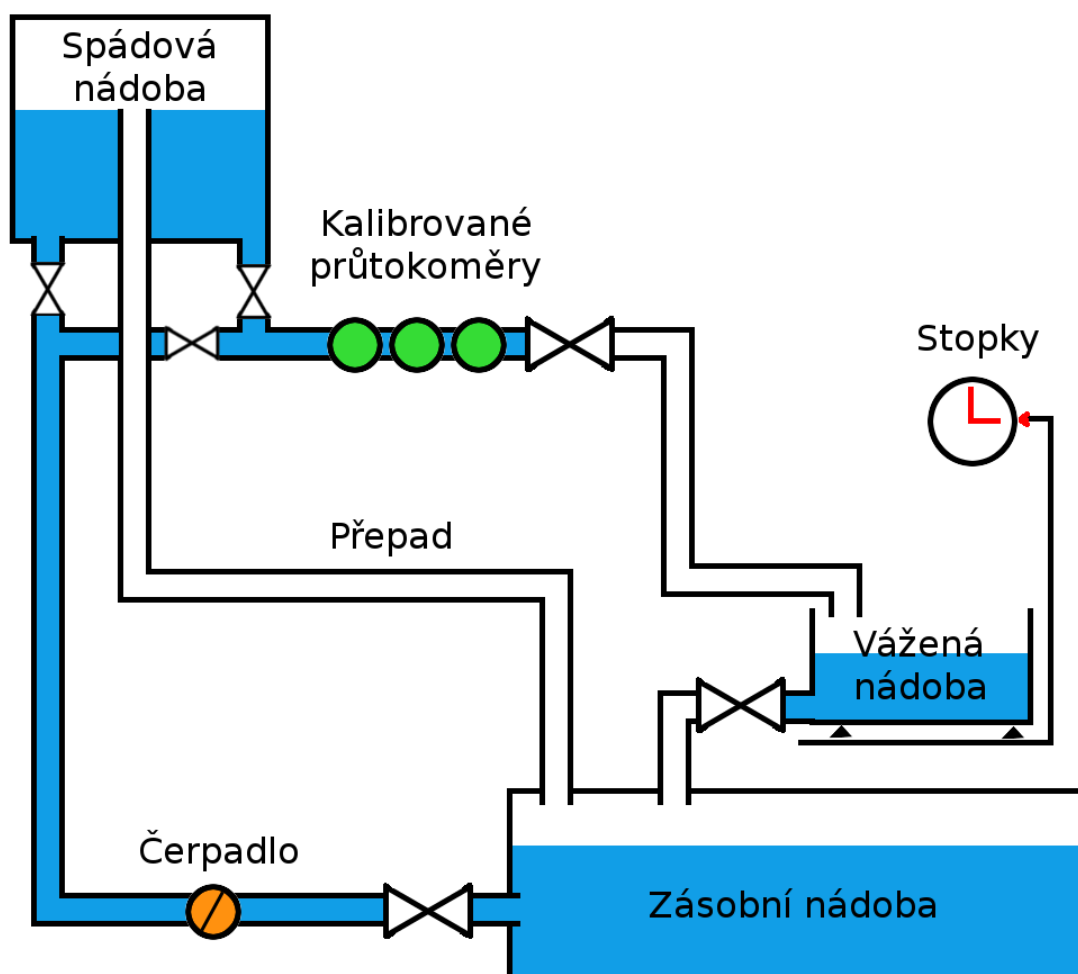 Spádová
nádoba
Kalibrované
průtokoměry
Stopky
Přepad
Vážená
nádoba
Čerpadlo
Zásobní nádoba